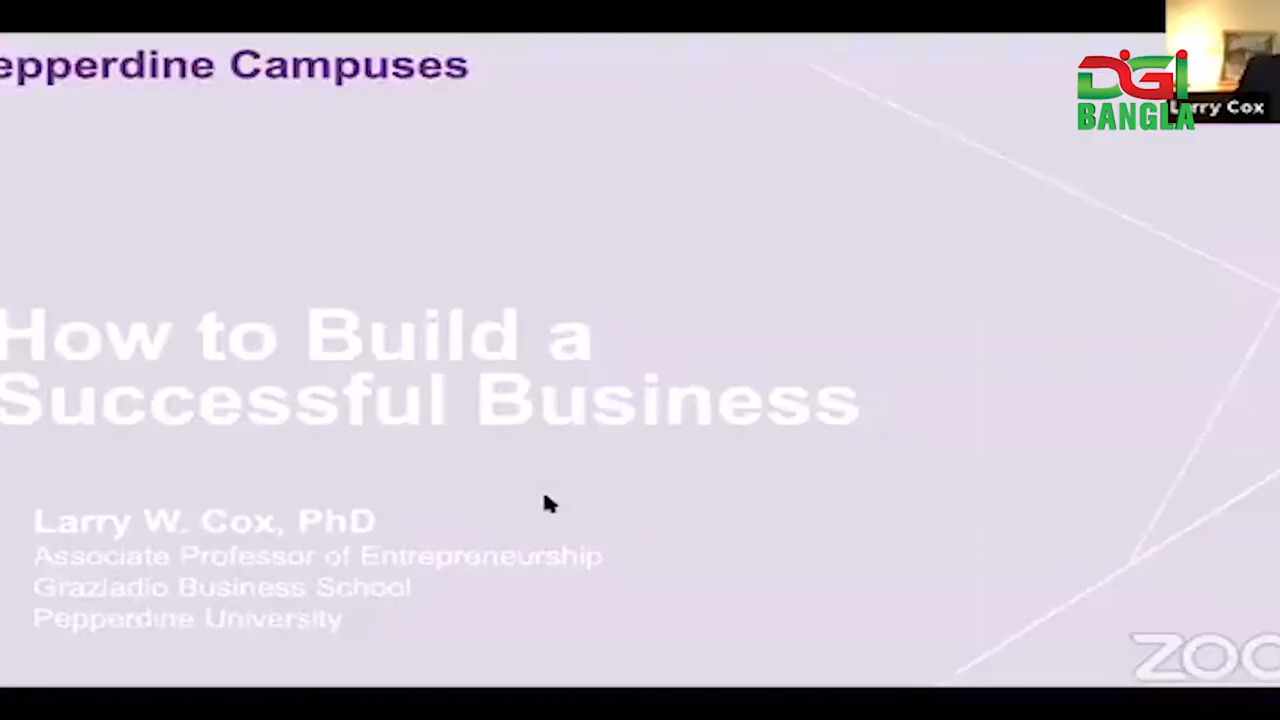 epperdine Campuses
DGI
BANGLA
Larry Cox
How to Build a
Successful Business
Larry W. Cox, PhD
Associate Professor of Entrepreneurship
Graziadio Business School
Pepperdine University
ZOO